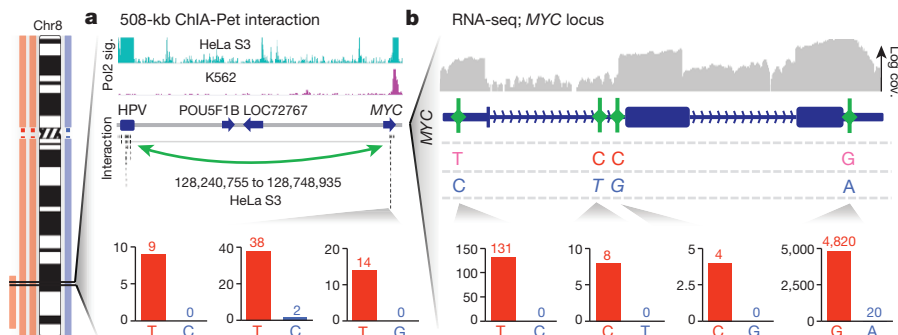 Chr8
a 508-kb ChIA-Pet interaction
Pol2 sig.
HeLa S3
K562
HPV POU5F1B LOC72767 MYC
Interaction
128,240,755 to 128,748,935
HeLa S3
10 5 0 9 0 T C
40 20 0 38 2 T C
20 10 0 14 0 T G
b RNA-seq; MYC locus
Log cov.
MYC
T C C G
C T G A
150 100 50 0 131 0 T C
10 5 0 8 0 C T
5 2.5 0 4 0 C G
5,000 2,500 0 4,820 20 G A